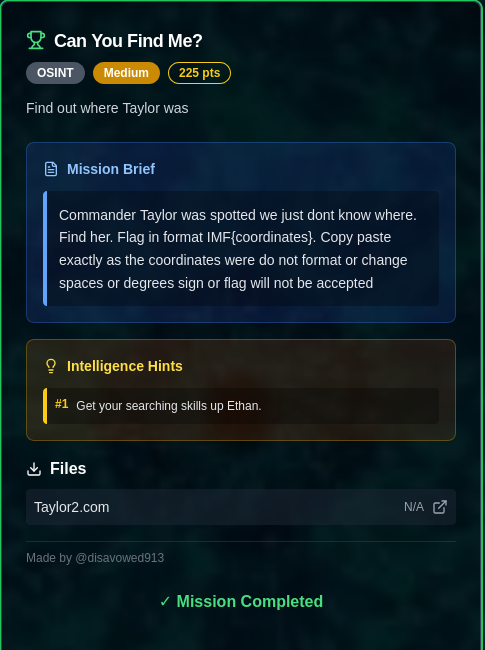 Can You Find Me?
OSINT Medium 225 pts
Find out where Taylor was
Mission Brief
Commander Taylor was spotted we just dont know where.
Find her. Flag in format IMF{coordinates}. Copy paste
exactly as the coordinates were do not format or change
spaces or degrees sign or flag will not be accepted
Intelligence Hints
#1 Get your searching skills up Ethan.
Files
Taylor2.com N/A
Made by @disavowed913
✓ Mission Completed